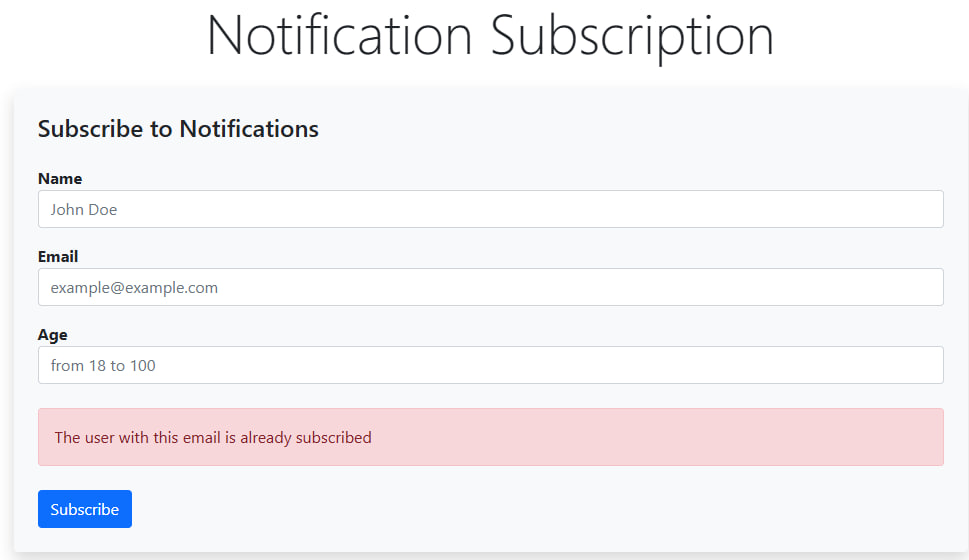 Notification Subscription
Subscribe to Notifications
Name
John Doe
Email
example@example.com
Age
from 18 to 100
The user with this email is already subscribed
Subscribe